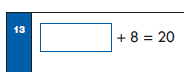 13
+ 8 = 20